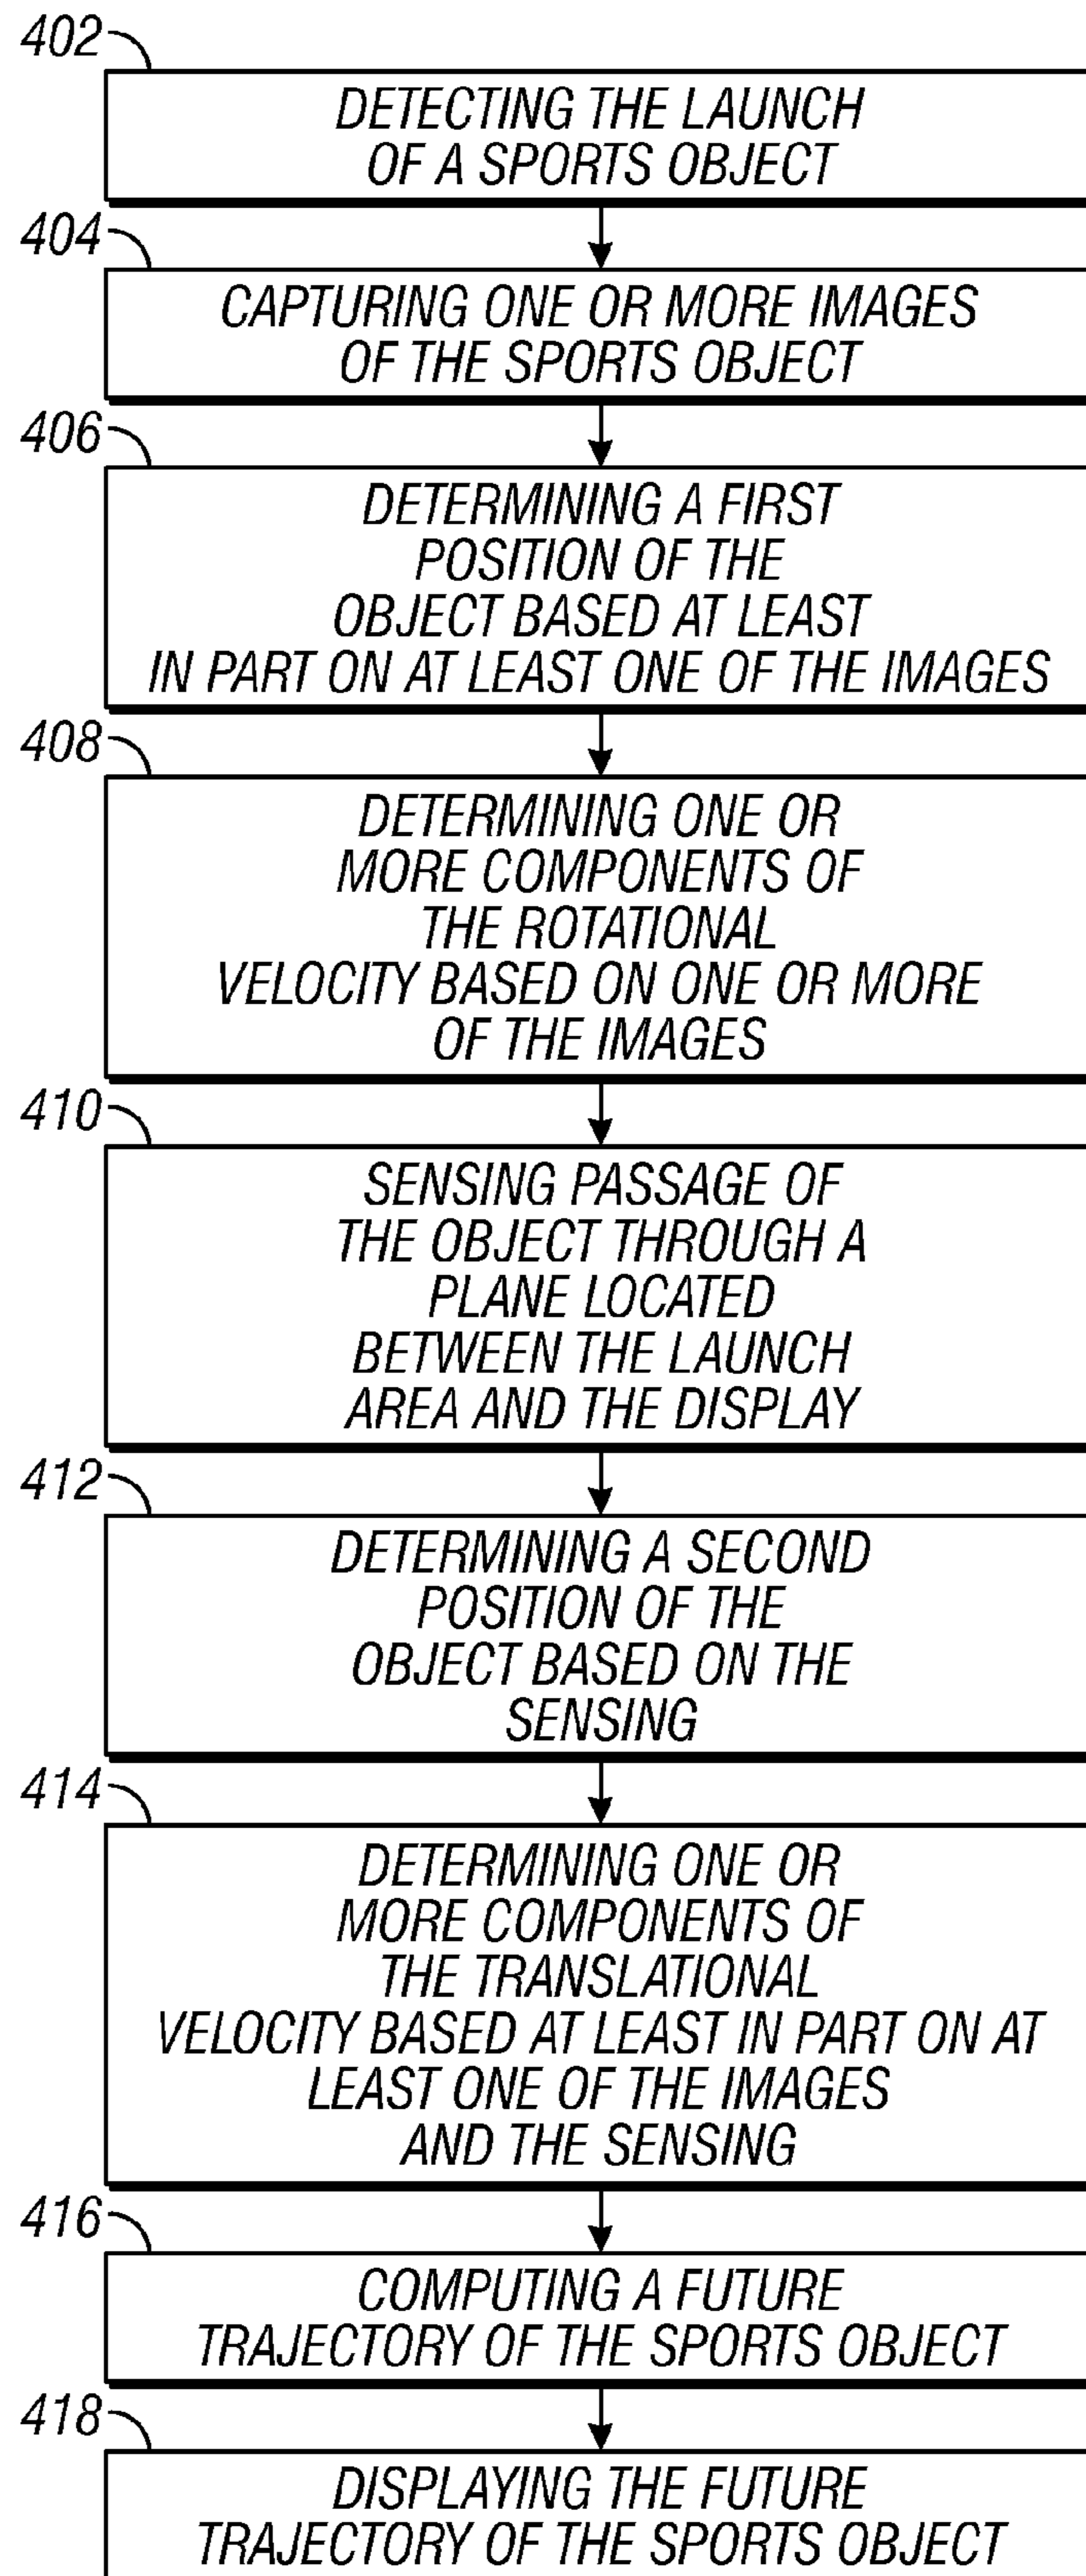 402
DETECTING THE LAUNCH
OF A SPORTS OBJECT
404
CAPTURING ONE OR MORE IMAGES
OF THE SPORTS OBJECT
406
DETERMINING A FIRST
POSITION OF THE
OBJECT BASED AT LEAST
IN PART ON AT LEAST ONE OF THE IMAGES
408
DETERMINING ONE OR
MORE COMPONENTS OF
THE ROTATIONAL
VELOCITY BASED ON ONE OR MORE
OF THE IMAGES
410
SENSING PASSAGE OF
THE OBJECT THROUGH A
PLANE LOCATED
BETWEEN THE LAUNCH
AREA AND THE DISPLAY
412
DETERMINING A SECOND
POSITION OF THE
OBJECT BASED ON THE
SENSING
414
DETERMINING ONE OR
MORE COMPONENTS OF
THE TRANSLATIONAL
VELOCITY BASED AT LEAST IN PART ON AT
LEAST ONE OF THE IMAGES
AND THE SENSING
416
COMPUTING A FUTURE
TRAJECTORY OF THE SPORTS OBJECT
418
DISPLAYING THE FUTURE
TRAJECTORY OF THE SPORTS OBJECT